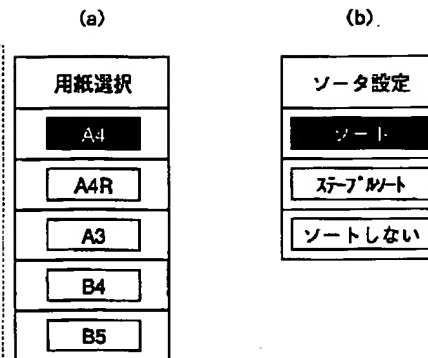 (a)
用紙選択
A4
A4R
A3
B4
B5
(b)
ソータ設定
ソート
ステープルソート
ソートしない